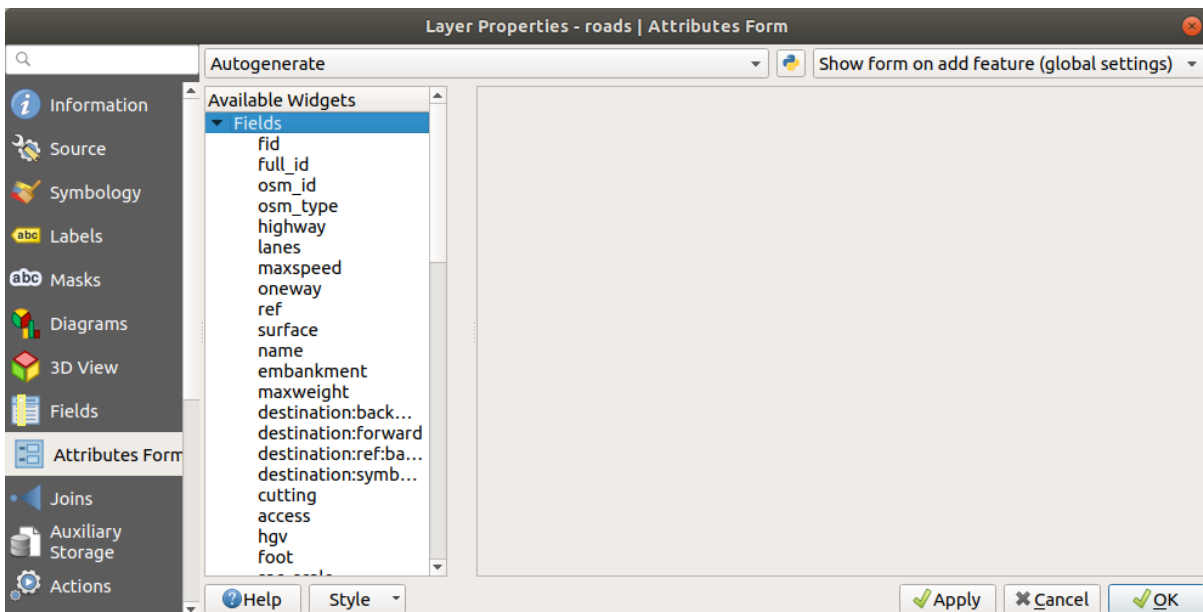 Layer Properties - roads | Attributes Form
Autogenerate
Show form on add feature (global settings)
Information
Source
Symbology
abc Labels
abc Masks
Diagrams
3D View
Fields
Attributes Form
Joins
Auxiliary
Storage
Actions
Available Widgets
Fields
fid
full_id
osm_id
osm_type
highway
lanes
maxspeed
oneway
ref
surface
name
embankment
maxweight
destination:back...
destination:forward
destination:ref:ba...
destination:symb...
cutting
access
hgv
foot
Help
Style
Apply
Cancel
OK